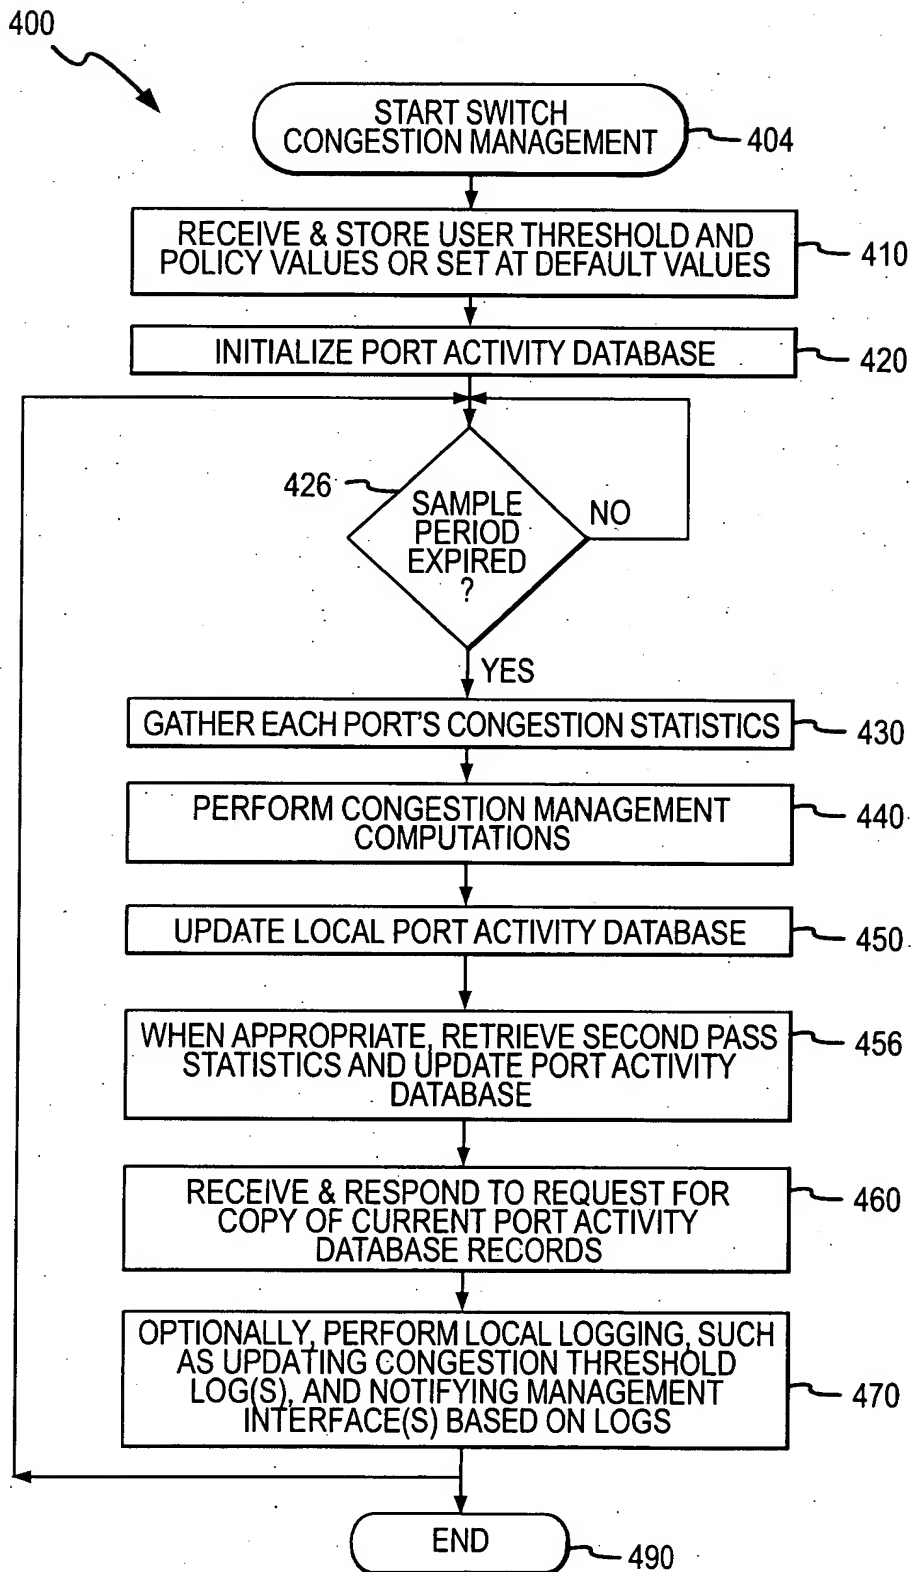 400
START SWITCH
CONGESTION MANAGEMENT
404
RECEIVE & STORE USER THRESHOLD AND
POLICY VALUES OR SET AT DEFAULT VALUES
410
INITIALIZE PORT ACTIVITY DATABASE
420
426
SAMPLE
PERIOD
EXPIRED
?
NO
YES
GATHER EACH PORT'S CONGESTION STATISTICS
430
PERFORM CONGESTION MANAGEMENT
COMPUTATIONS
440
UPDATE LOCAL PORT ACTIVITY DATABASE
450
WHEN APPROPRIATE, RETRIEVE SECOND PASS
STATISTICS AND UPDATE PORT ACTIVITY
DATABASE
456
RECEIVE & RESPOND TO REQUEST FOR
COPY OF CURRENT PORT ACTIVITY
DATABASE RECORDS
460
OPTIONALLY, PERFORM LOCAL LOGGING, SUCH
AS UPDATING CONGESTION THRESHOLD
LOG(S), AND NOTIFYING MANAGEMENT
INTERFACE(S) BASED ON LOGS
470
END
490